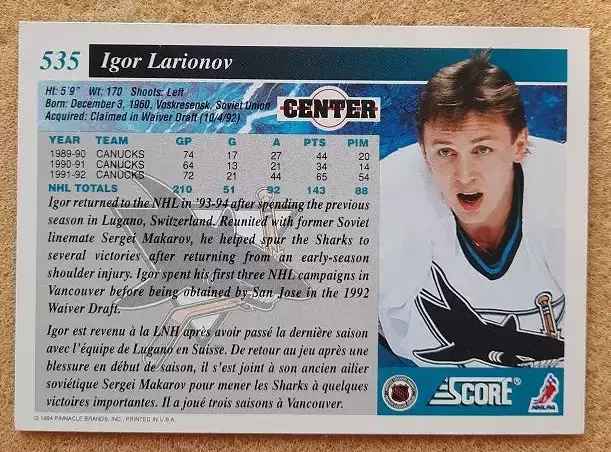 535 Igor Larionov
Ht: 5'9" Wt: 170 Shoots: Left
Born: December 3, 1960, Voskresensk, Soviet Union
Acquired: Claimed in Waiver Draft (10/4/92)
CENTER
YEAR TEAM GP G A PTS PIM
1989-90 CANUCKS 74 17 27 44 20
1990-91 CANUCKS 64 13 21 34 14
1991-92 CANUCKS 72 21 44 65 54
NHL TOTALS 210 51 92 143 88
Igor returned to the NHL in '93-94 after spending the previous
season in Lugano, Switzerland. Reunited with former Soviet
linemate Sergei Makarov, he helped spur the Sharks to
several victories after returning from an early-season
shoulder injury. Igor spent his first three NHL campaigns in
Vancouver before being obtained by San Jose in the 1992
Waiver Draft.
Igor est revenu à la LNH après avoir passé la dernière saison
avec l'équipe de Lugano en Suisse. De retour au jeu après une
blessure en début de saison, il s'est joint à son ancien ailier
soviétique Sergei Makarov pour mener les Sharks à quelques
victoires importantes. Il a joué trois saisons à Vancouver.
© 1994 PINNACLE BRANDS, INC., PRINTED IN U.S.A.
SCORE®
NHLPA